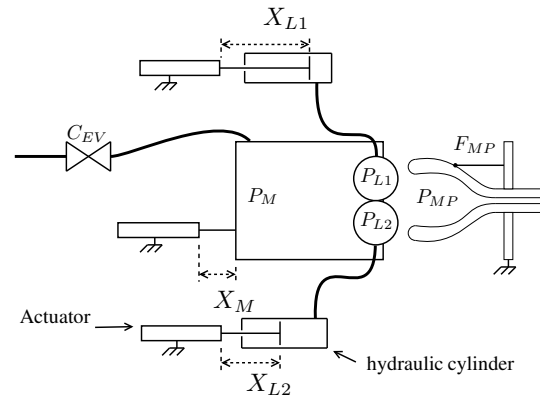 X_{L1}
C_{EV}
F_{MP}
P_{L1}
P_M
P_{MP}
P_{L2}
X_M
Actuator
hydraulic cylinder
X_{L2}